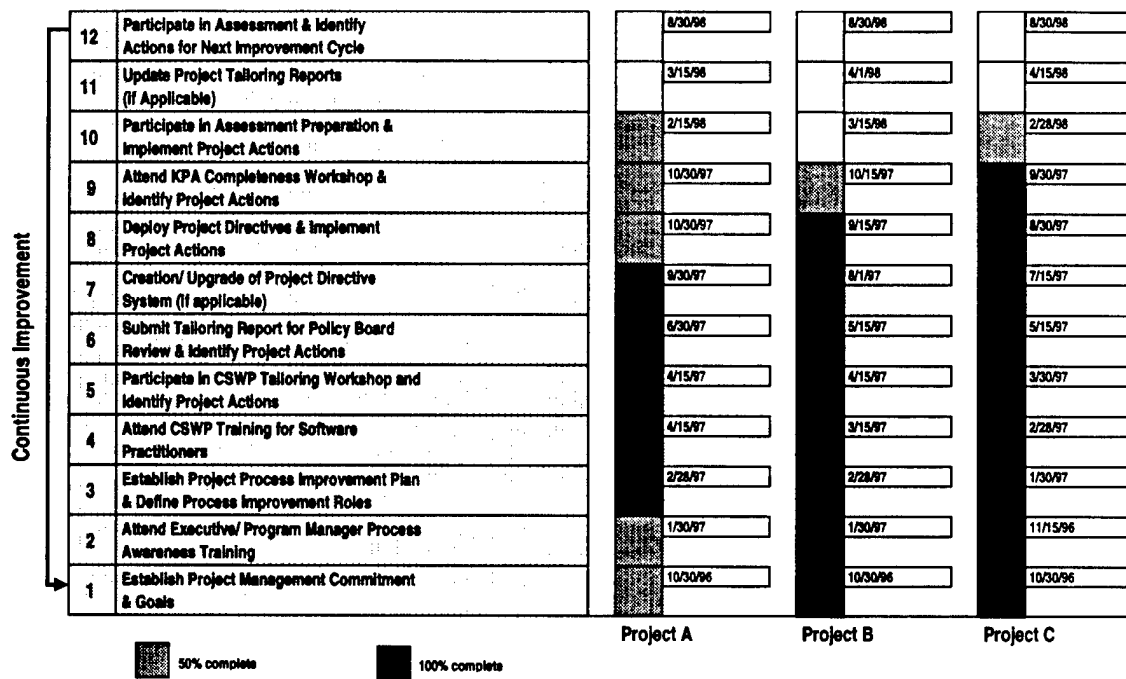 Continuous Improvement
12
Participate in Assessment & Identify
Actions for Next Improvement Cycle
8/30/98
8/30/98
8/30/98
11
Update Project Tailoring Reports
(if Applicable)
3/15/98
4/1/98
4/15/98
10
Participate in Assessment Preparation &
Implement Project Actions
2/15/98
3/15/98
2/28/98
9
Attend KPA Completeness Workshop &
Identify Project Actions
10/30/97
10/15/97
9/30/97
8
Deploy Project Directives & Implement
Project Actions
10/30/97
9/15/97
8/30/97
7
Creation/ Upgrade of Project Directive
System (if applicable)
9/30/97
8/1/97
7/15/97
6
Submit Tailoring Report for Policy Board
Review & Identify Project Actions
6/30/97
5/15/97
5/15/97
5
Participate in CSWP Tailoring Workshop and
Identify Project Actions
4/15/97
4/15/97
3/30/97
4
Attend CSWP Training for Software
Practitioners
4/15/97
3/15/97
2/28/97
3
Establish Project Process Improvement Plan
& Define Process Improvement Roles
2/28/97
2/28/97
1/30/97
2
Attend Executive/ Program Manager Process
Awareness Training
1/30/97
1/30/97
11/15/96
1
Establish Project Management Commitment
& Goals
10/30/96
10/30/96
10/30/96
Project A
Project B
Project C
50% complete
100% complete